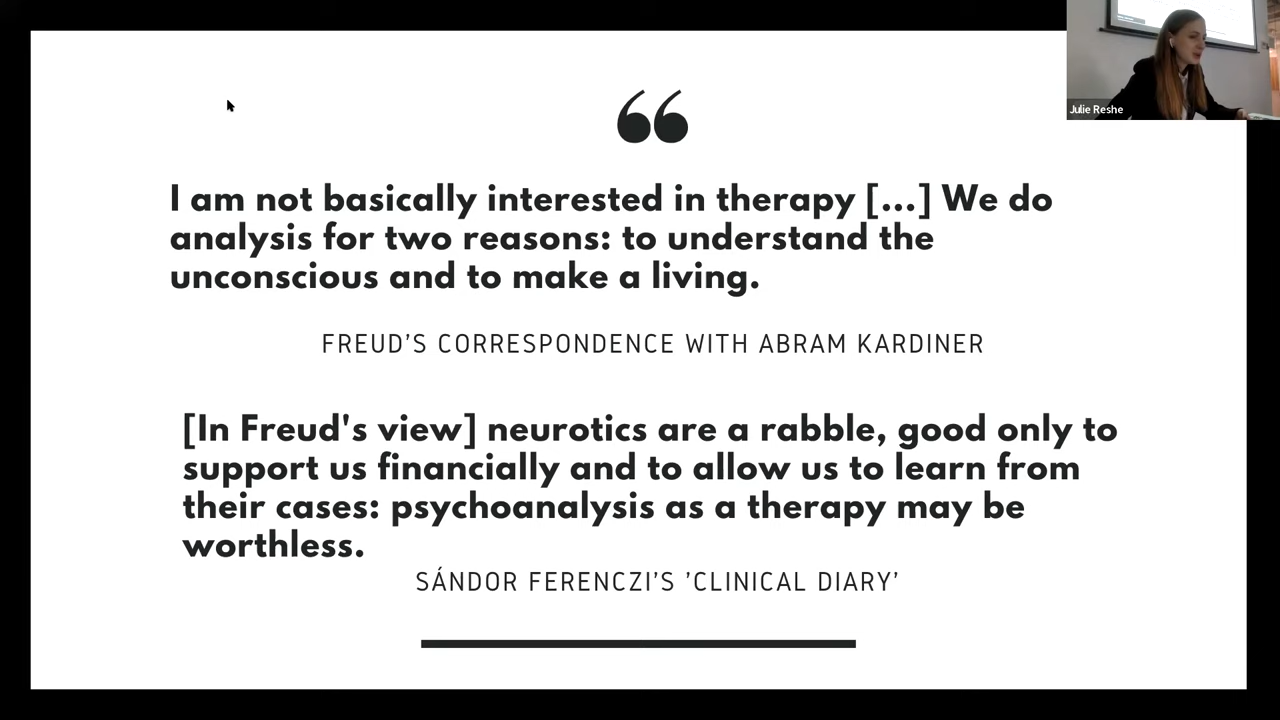 Julie Reshe
“
I am not basically interested in therapy [...] We do
analysis for two reasons: to understand the
unconscious and to make a living.
FREUD’S CORRESPONDENCE WITH ABRAM KARDINER
[In Freud's view] neurotics are a rabble, good only to
support us financially and to allow us to learn from
their cases: psychoanalysis as a therapy may be
worthless.
SÁNDOR FERENCZI’S ’CLINICAL DIARY’